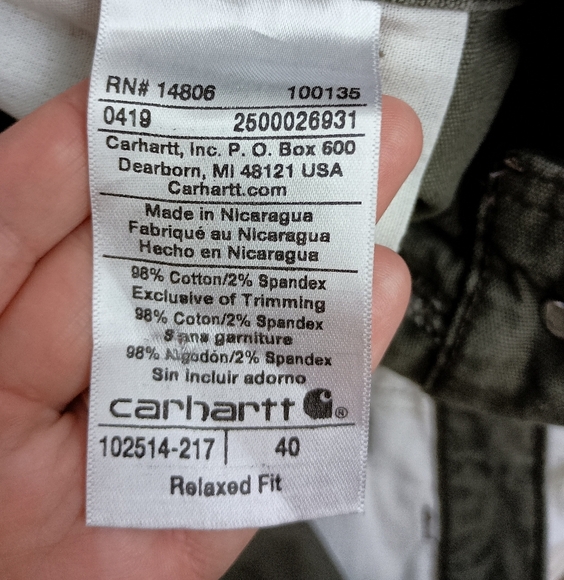 RN# 14806 100135
0419 2500026931
Carhartt, Inc. P. O. Box 600
Dearborn, MI 48121 USA
Carhartt.com
Made in Nicaragua
Fabriqué au Nicaragua
Hecho en Nicaragua
98% Cotton/2% Spandex
Exclusive of Trimming
98% Coton/2% Spandex
Sans garniture
98% Algodón/2% Spandex
Sin incluir adorno
carhartt ®
102514-217 40
Relaxed Fit